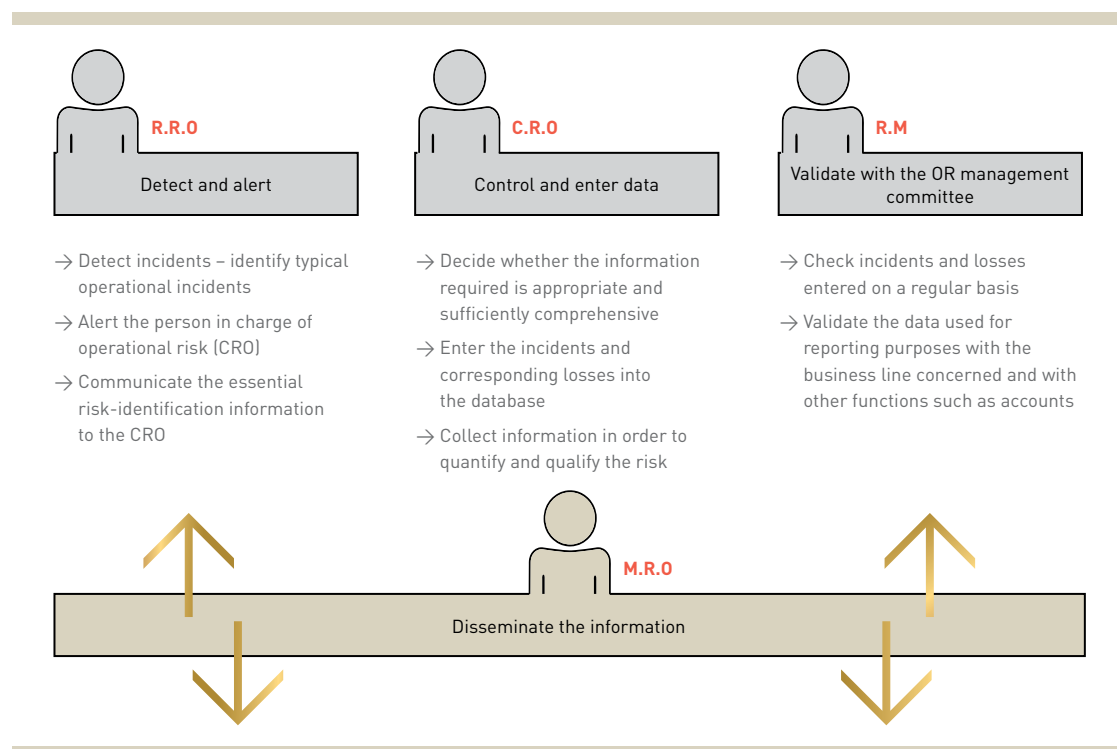 R.R.O
Detect and alert
→ Detect incidents – identify typical
operational incidents
→ Alert the person in charge of
operational risk (CRO)
→ Communicate the essential
risk-identification information
to the CRO
C.R.O
Control and enter data
→ Decide whether the information
required is appropriate and
sufficiently comprehensive
→ Enter the incidents and
corresponding losses into
the database
→ Collect information in order to
quantify and qualify the risk
R.M
Validate with the OR management
committee
→ Check incidents and losses
entered on a regular basis
→ Validate the data used for
reporting purposes with the
business line concerned and with
other functions such as accounts
M.R.O
Disseminate the information